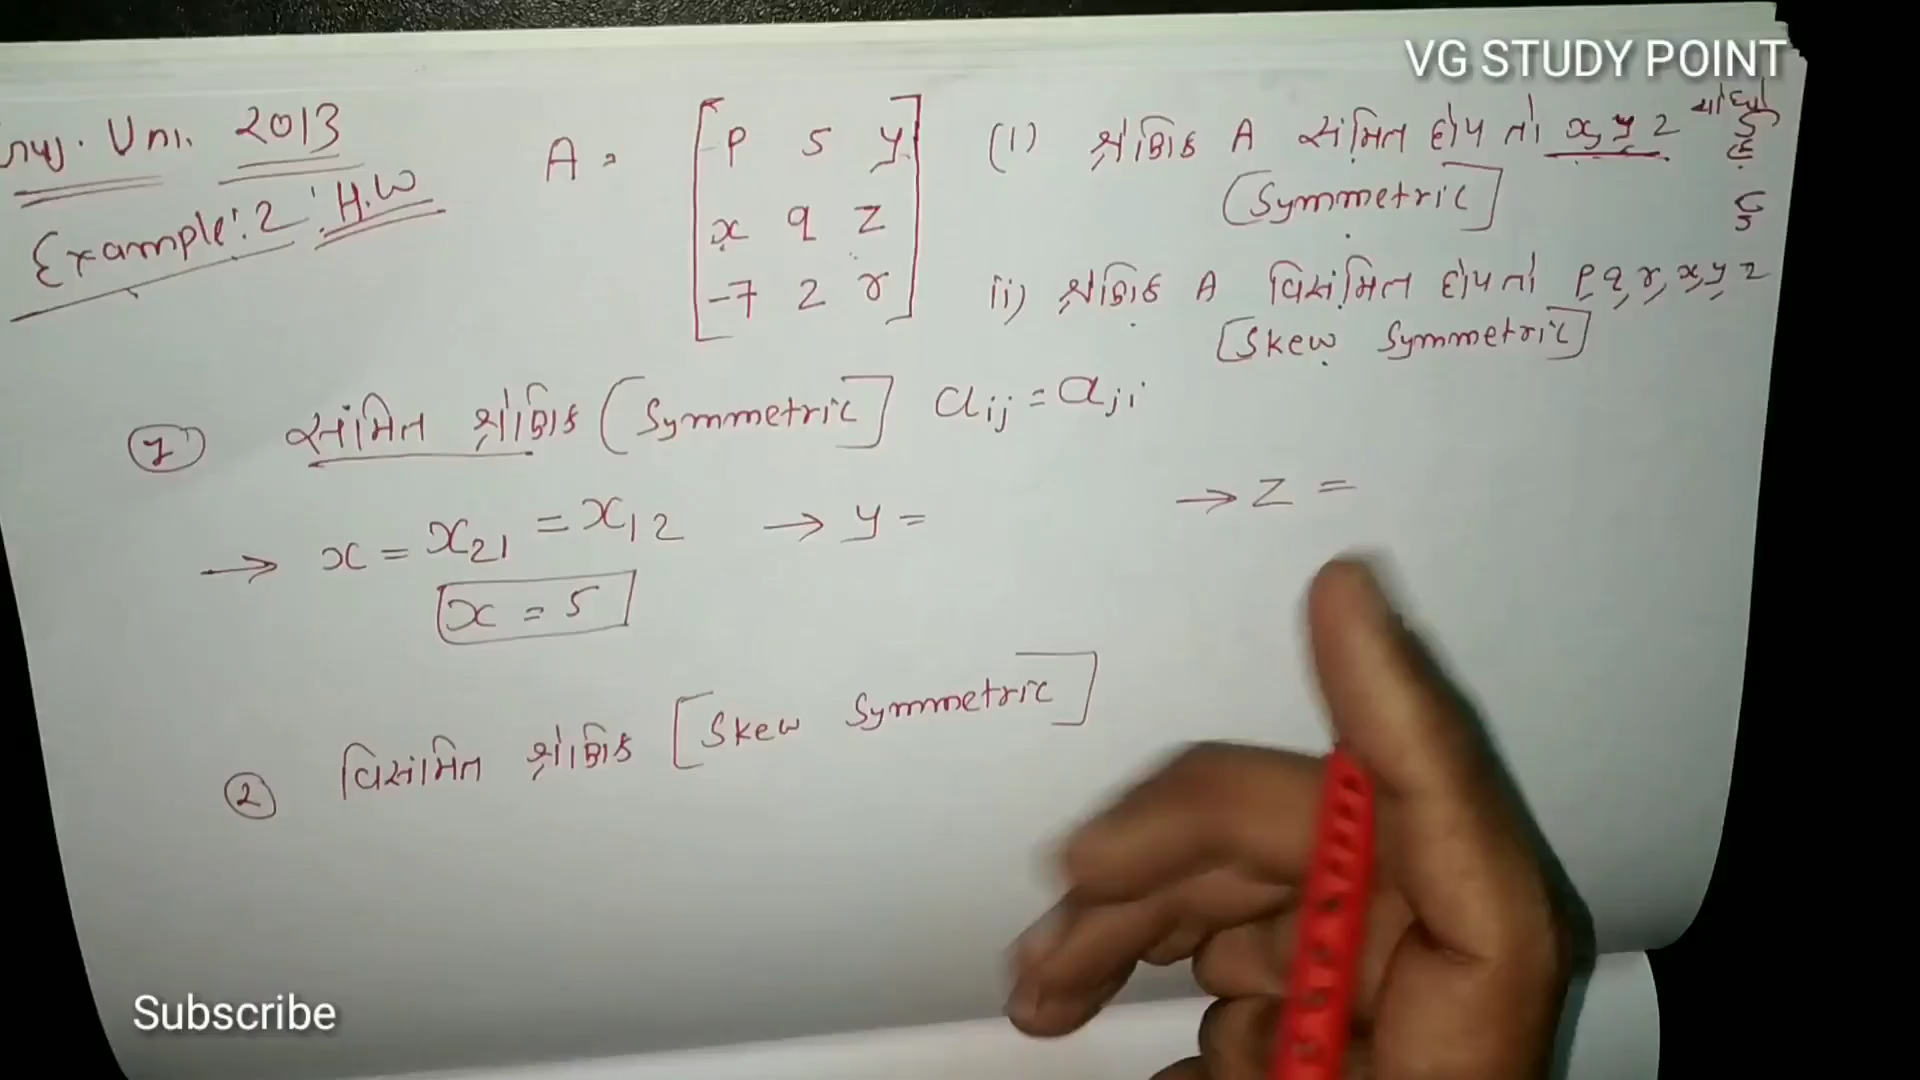 VG STUDY POINT
Uni. 2013
Example: 2 H.W
A = [ p 5 y
x q z
-7 2 r ]
(i) શ્રેણિક A સંમિત હોય તો x, y z
[Symmetric]
ii) શ્રેણિક A વિસંમિત હોય તો p, q, r, x, y z
[Skew Symmetric]
1 સંમિત શ્રેણિક [Symmetric] aij = aji
→ x = x21 = x12 → y = → z =
x = 5
2 વિસંમિત શ્રેણિક [Skew Symmetric]
Subscribe